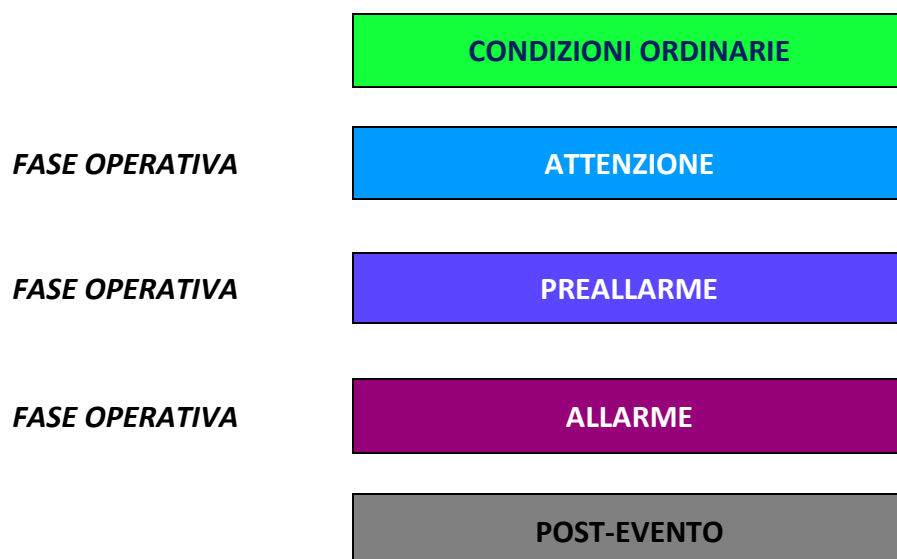 CONDIZIONI ORDINARIE
FASE OPERATIVA ATTENZIONE
FASE OPERATIVA PREALLARME
FASE OPERATIVA ALLARME
POST-EVENTO